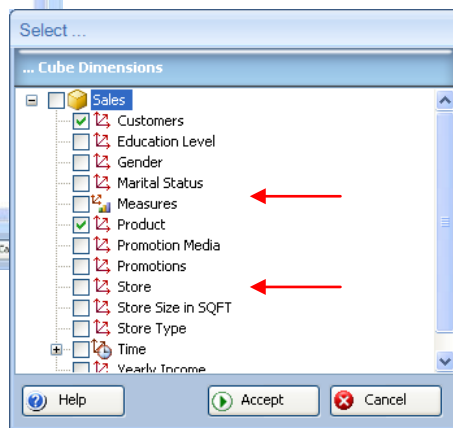 Select ...
... Cube Dimensions
Sales
Customers
Education Level
Gender
Marital Status
Measures
Product
Promotion Media
Promotions
Store
Store Size in SQFT
Store Type
Time
Yearly Income
Help
Accept
Cancel